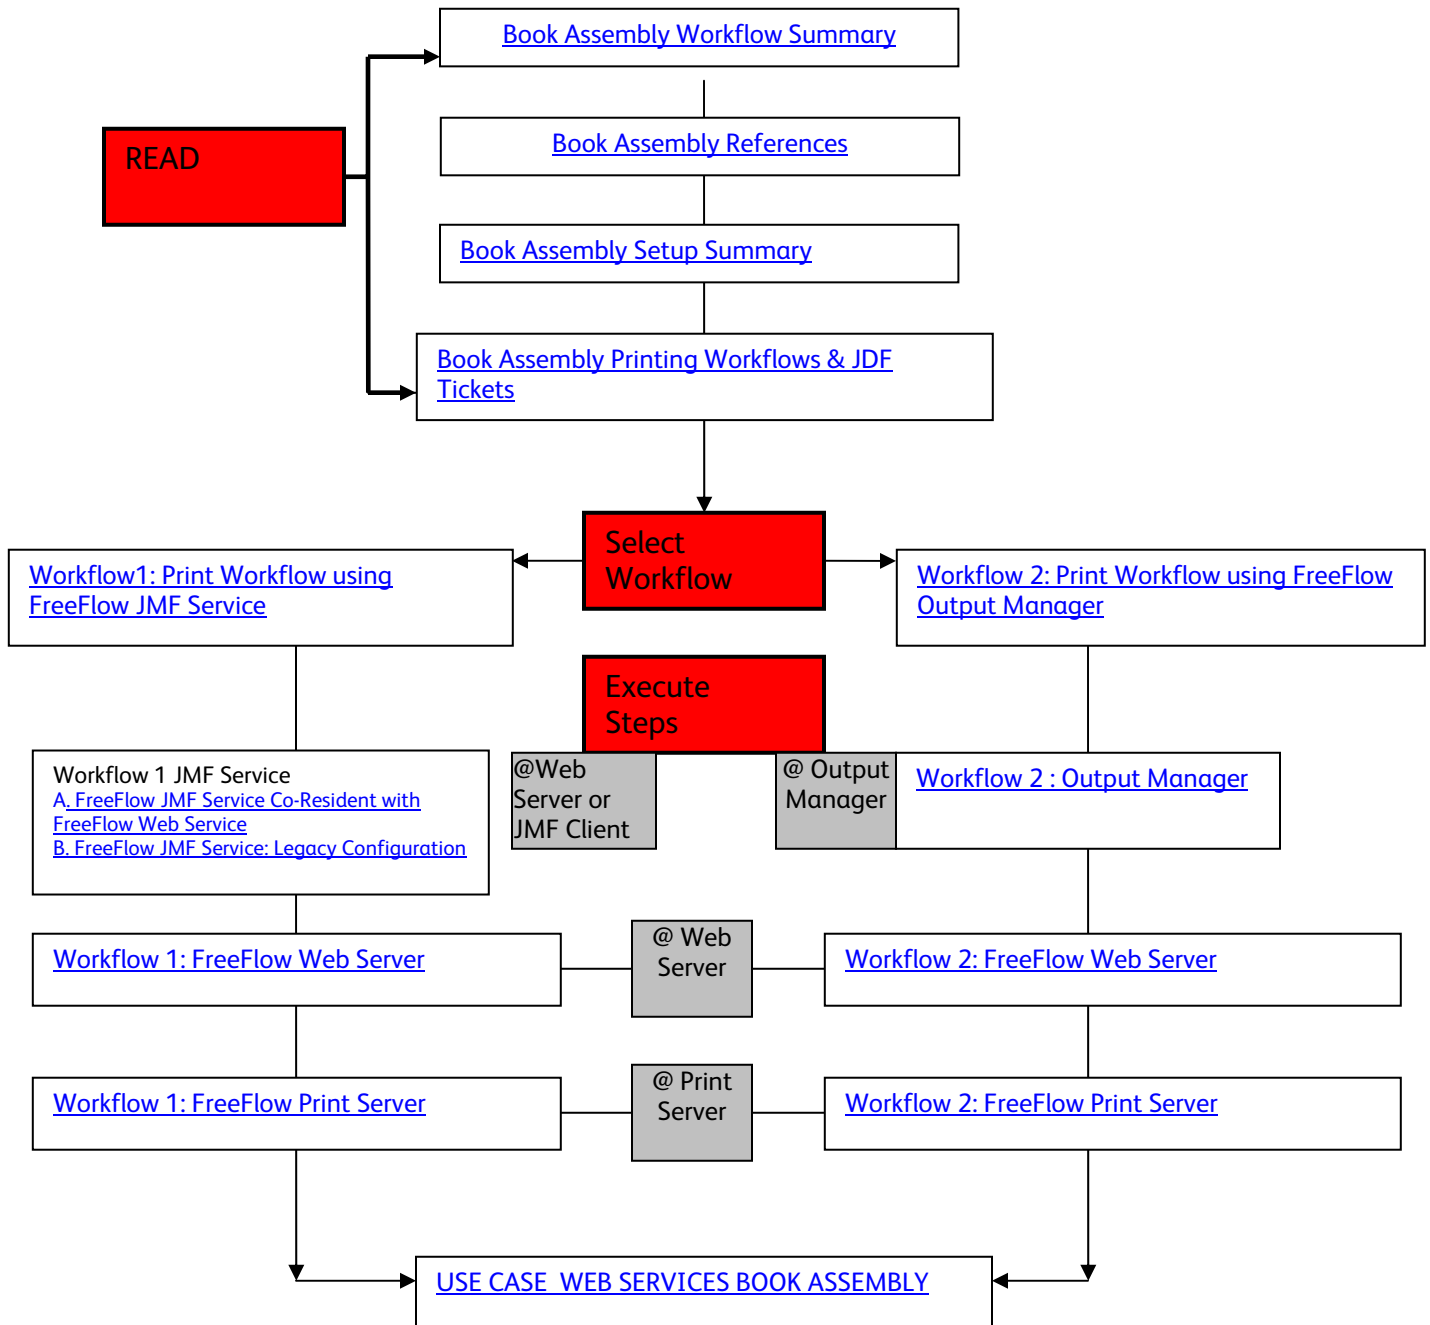 Book Assembly Workflow Summary
READ
Book Assembly References
Book Assembly Setup Summary
Book Assembly Printing Workflows & JDF
Tickets
Select
Workflow
Workflow1: Print Workflow using
FreeFlow JMF Service
Workflow 2: Print Workflow using FreeFlow
Output Manager
Execute
Steps
Workflow 1 JMF Service
A. FreeFlow JMF Service Co-Resident with
FreeFlow Web Service
B. FreeFlow JMF Service: Legacy Configuration
@Web
Server or
JMF Client
@ Output
Manager
Workflow 2 : Output Manager
Workflow 1: FreeFlow Web Server
@ Web
Server
Workflow 2: FreeFlow Web Server
Workflow 1: FreeFlow Print Server
@ Print
Server
Workflow 2: FreeFlow Print Server
USE CASE  WEB SERVICES BOOK ASSEMBLY